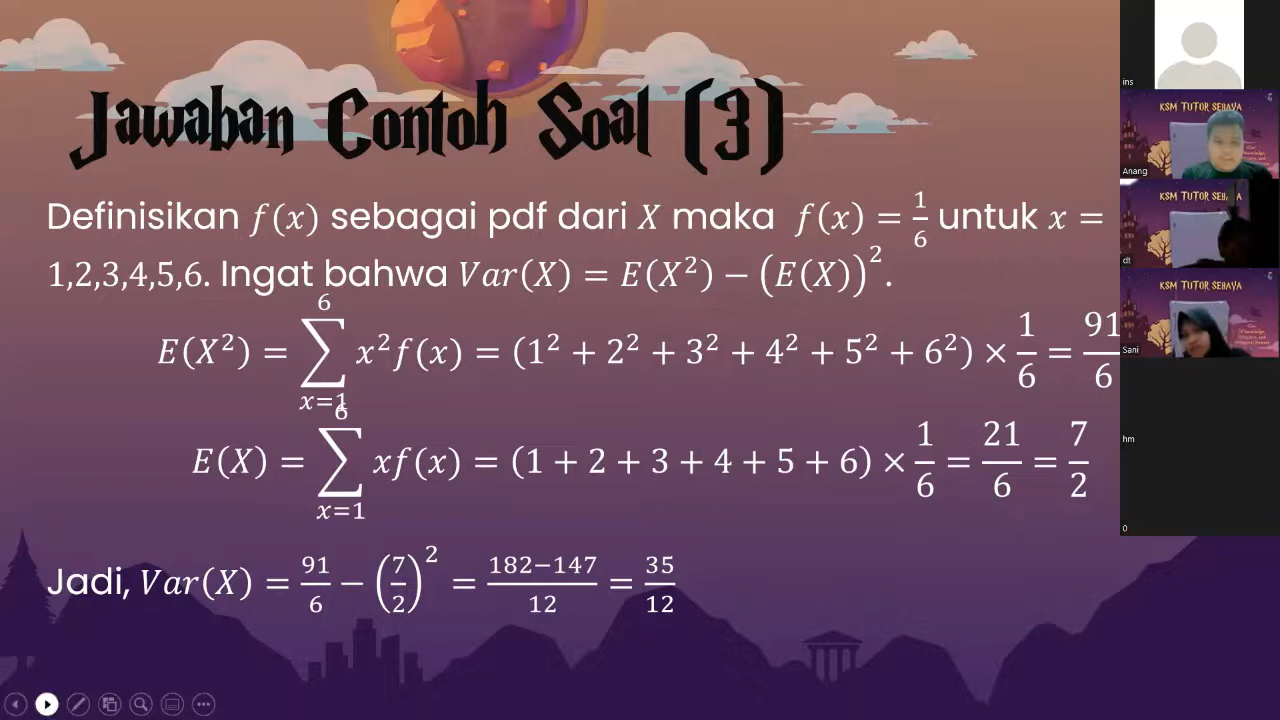 Jawaban Contoh Soal (3)
Definisikan f(x) sebagai pdf dari X maka f(x) = 1/6 untuk x =
1,2,3,4,5,6. Ingat bahwa Var(X) = E(X²) − (E(X))².
E(X²) = ∑_{x=1}^{6} x²f(x) = (1² + 2² + 3² + 4² + 5² + 6²) × 1/6 = 91/6
E(X) = ∑_{x=1}^{6} xf(x) = (1 + 2 + 3 + 4 + 5 + 6) × 1/6 = 21/6 = 7/2
Jadi, Var(X) = 91/6 − (7/2)² = (182−147)/12 = 35/12
ins
KSM TUTOR SEBAYA
Anang
KSM TUTOR SEB
dt
KSM TUTOR SEBAYA
Sani
hm
0